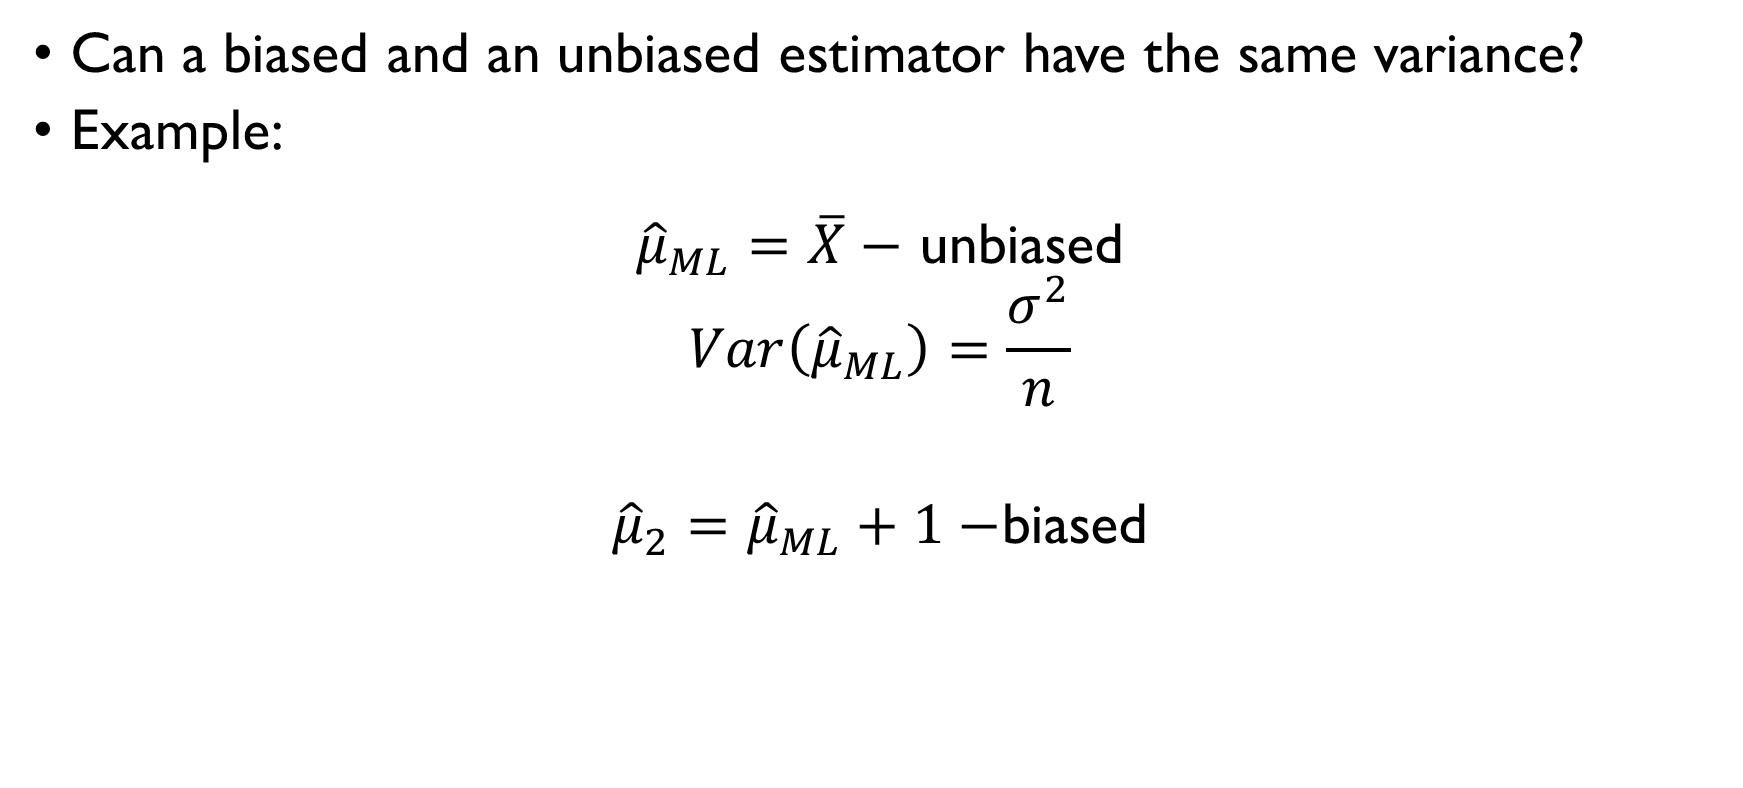 • Can a biased and an unbiased estimator have the same variance?
• Example:
μ̂_ML = X̄ − unbiased
Var(μ̂_ML) = σ²/n
μ̂₂ = μ̂_ML + 1 −biased